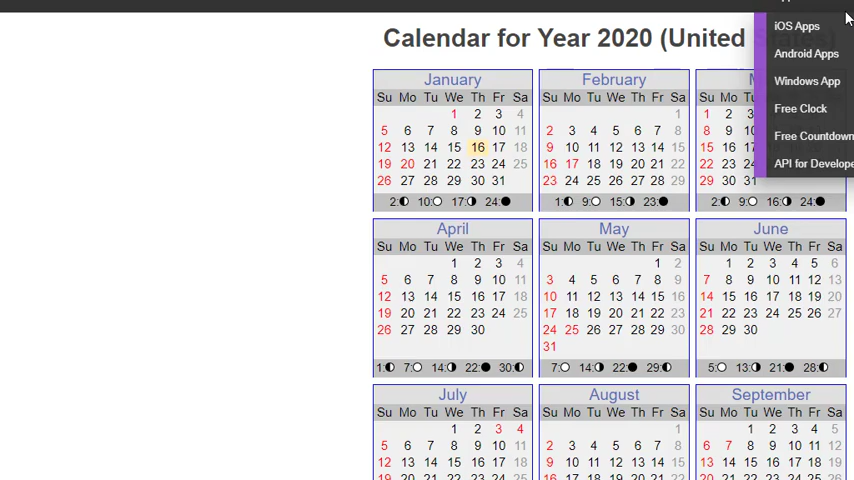 Calendar for Year 2020 (United
iOS Apps
Android Apps
Windows App
Free Clock
Free Countdown
API for Develope
January
Su Mo Tu We Th Fr Sa
1 2 3 4
5 6 7 8 9 10 11
12 13 14 15 16 17 18
19 20 21 22 23 24 25
26 27 28 29 30 31
2: 10: 17: 24:
February
Su Mo Tu We Th Fr Sa
1
2 3 4 5 6 7 8
9 10 11 12 13 14 15
16 17 18 19 20 21 22
23 24 25 26 27 28 29
1: 9: 15: 23:
Su Mo
1 2
8 9
15
22
29
2: 9: 16: 24:
April
Su Mo Tu We Th Fr Sa
1 2 3 4
5 6 7 8 9 10 11
12 13 14 15 16 17 18
19 20 21 22 23 24 25
26 27 28 29 30
1: 7: 14: 22: 30:
May
Su Mo Tu We Th Fr Sa
1 2
3 4 5 6 7 8 9
10 11 12 13 14 15 16
17 18 19 20 21 22 23
24 25 26 27 28 29 30
31
7: 14: 22: 29:
June
Su Mo Tu We Th Fr Sa
1 2 3 4 5 6
7 8 9 10 11 12 13
14 15 16 17 18 19 20
21 22 23 24 25 26 27
28 29 30
5: 13: 21: 28:
July
Su Mo Tu We Th Fr Sa
1 2 3 4
5 6 7 8 9 10 11
12 13 14 15 16 17 18
19 20 21 22 23 24 25
August
Su Mo Tu We Th Fr Sa
1
2 3 4 5 6 7 8
9 10 11 12 13 14 15
16 17 18 19 20 21 22
September
Su Mo Tu We Th Fr Sa
1 2 3 4 5
6 7 8 9 10 11 12
13 14 15 16 17 18 19
20 21 22 23 24 25 26